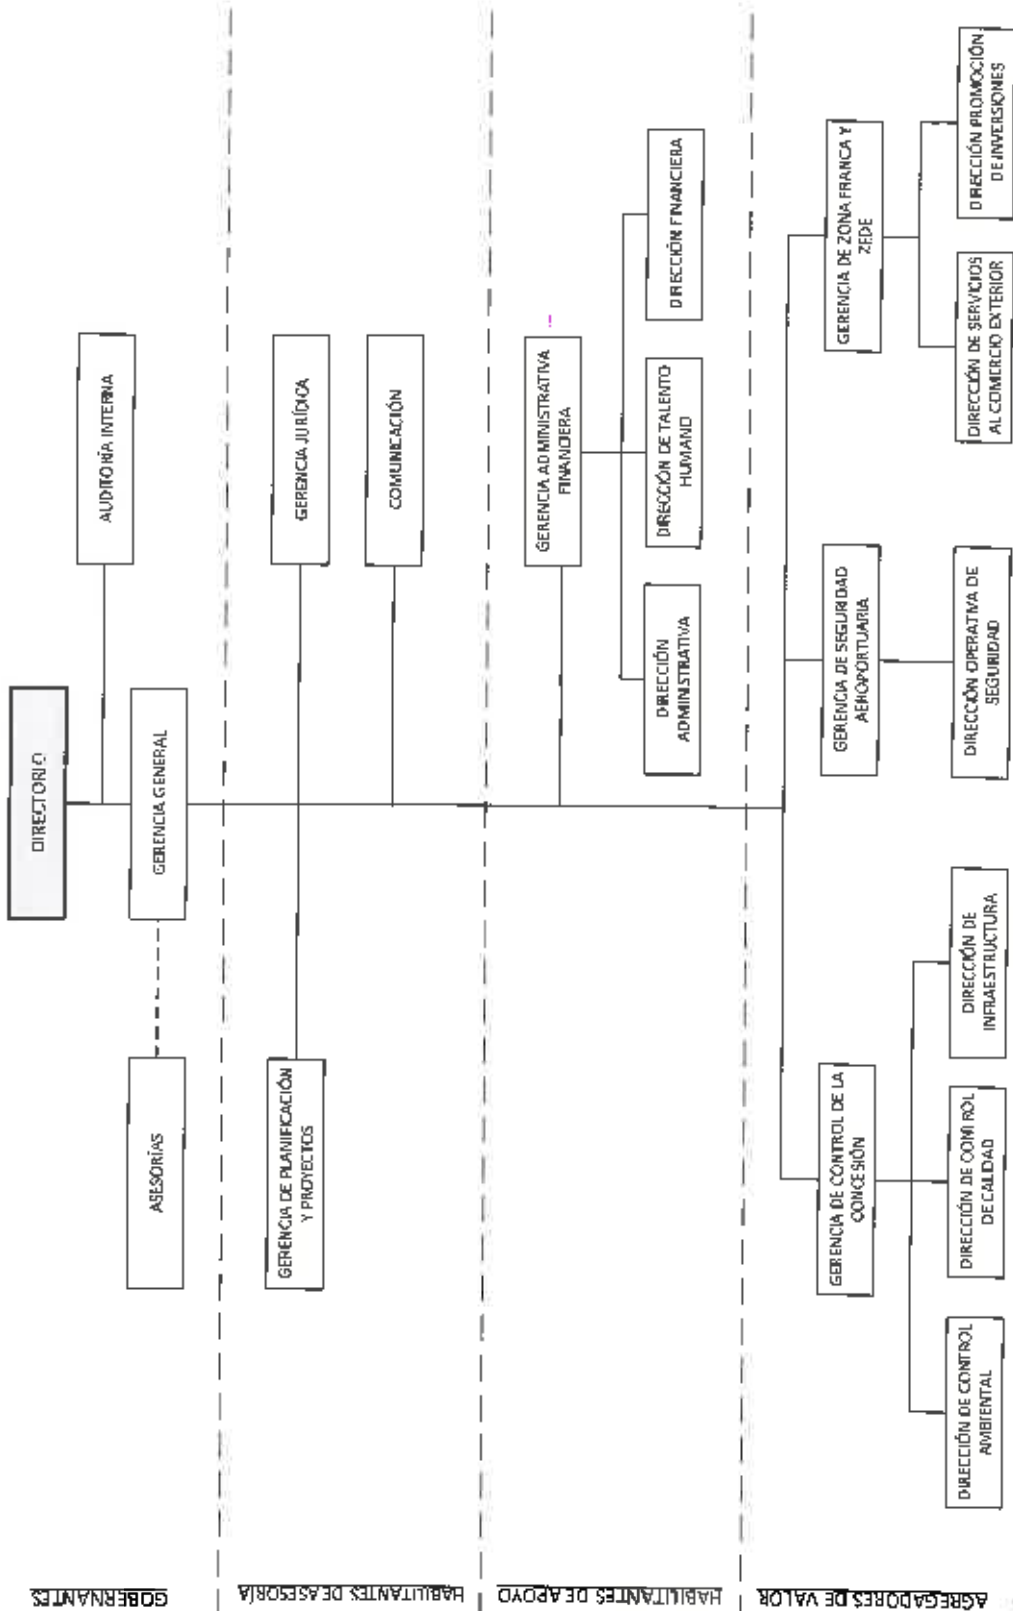 GOBERNANTES
DIRECTORIO
AUDITORÍA INTERNA
GERENCIA GENERAL
ASESORÍAS
HABILITANTES DE ASESORÍA
GERENCIA DE PLANIFICACIÓN
Y PROYECTOS
GERENCIA JURÍDICA
COMUNICACIÓN
HABILITANTES DE APOYO
GERENCIA ADMINISTRATIVA
FINANCIERA
DIRECCIÓN
ADMINISTRATIVA
DIRECCIÓN DE TALENTO
HUMANO
DIRECCIÓN FINANCIERA
AGREGADORES DE VALOR
GERENCIA DE CONTROL DE LA
CONCESIÓN
GERENCIA DE SEGURIDAD
AEROPORTUARIA
GERENCIA DE ZONA FRANCA Y
ZEDE
DIRECCIÓN DE CONTROL
AMBIENTAL
DIRECCIÓN DE CONTROL
DE CALIDAD
DIRECCIÓN DE
INFRAESTRUCTURA
DIRECCIÓN OPERATIVA DE
SEGURIDAD
DIRECCIÓN DE SERVICIOS
AL COMERCIO EXTERIOR
DIRECCIÓN PROMOCIÓN
DE INVERSIONES